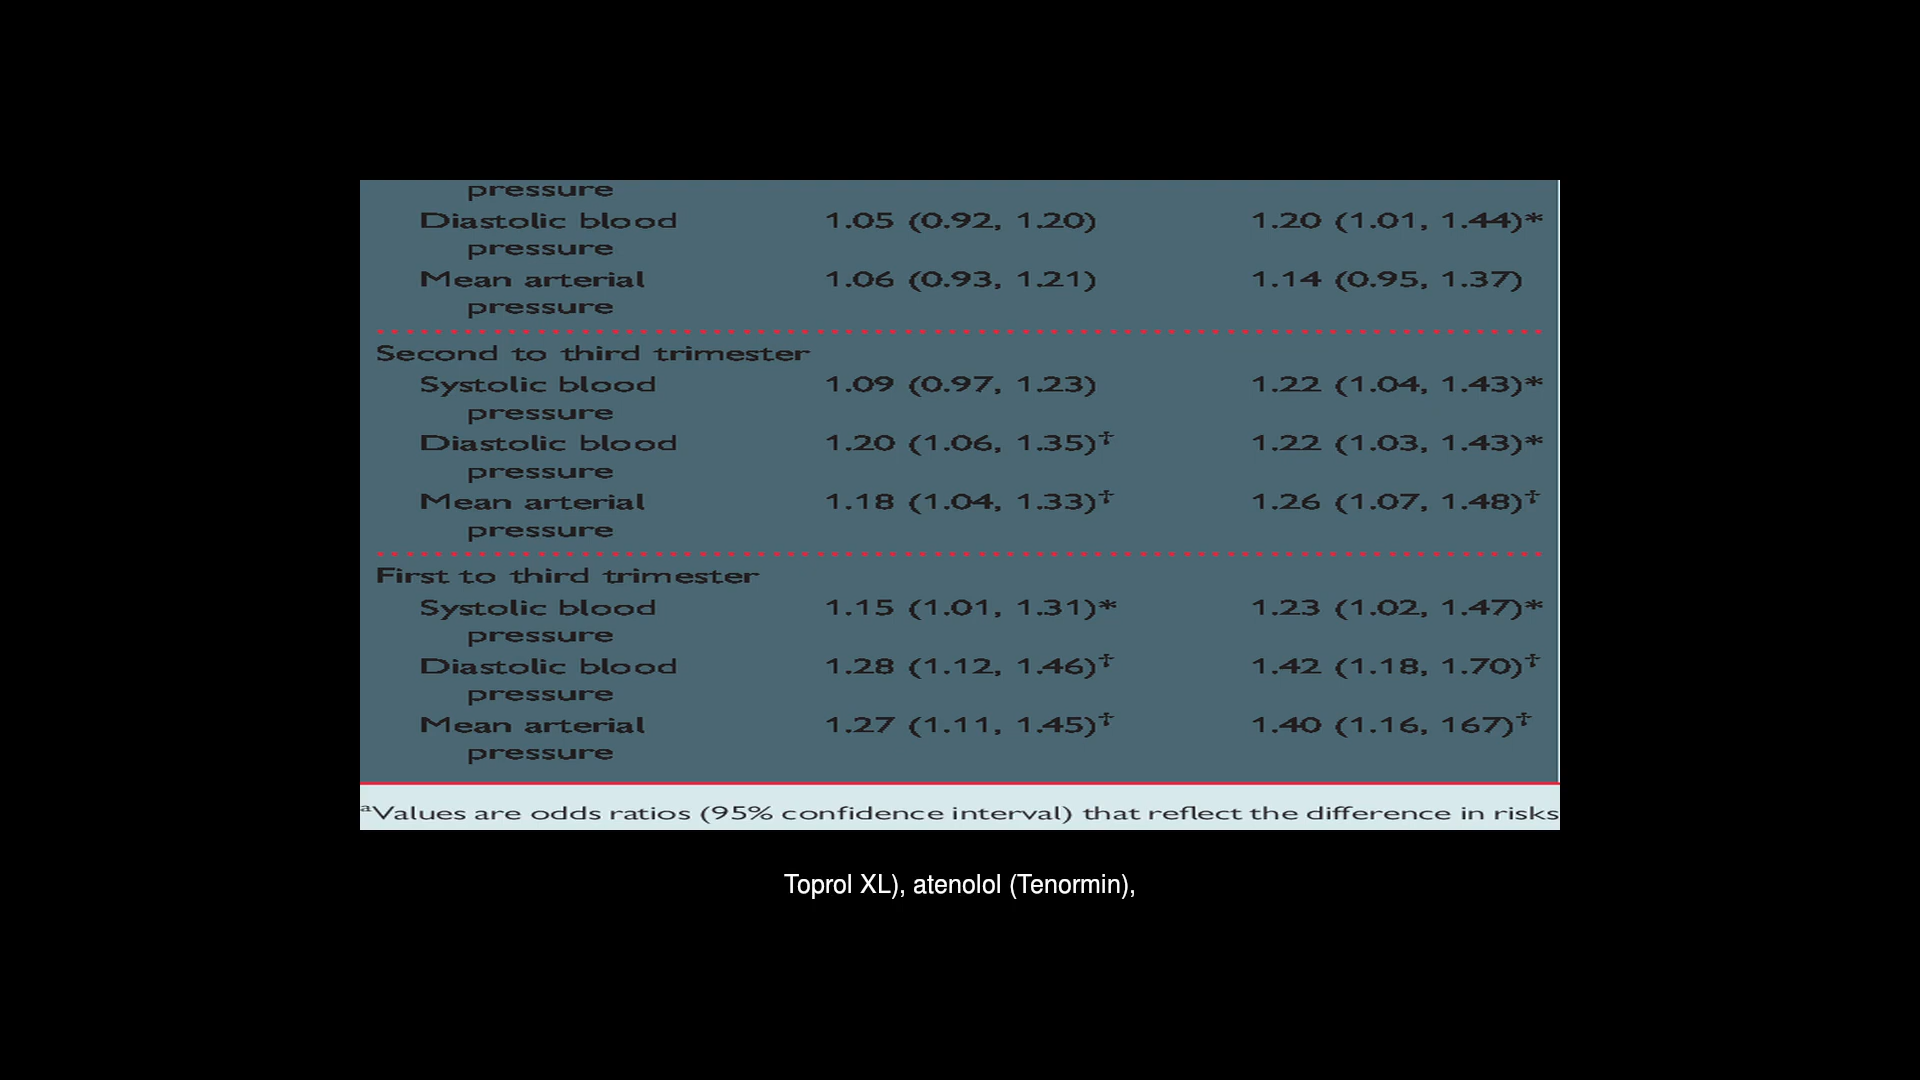 pressure
Diastolic blood 1.05 (0.92, 1.20) 1.20 (1.01, 1.44)*
pressure
Mean arterial 1.06 (0.93, 1.21) 1.14 (0.95, 1.37)
pressure
Second to third trimester
Systolic blood 1.09 (0.97, 1.23) 1.22 (1.04, 1.43)*
pressure
Diastolic blood 1.20 (1.06, 1.35)† 1.22 (1.03, 1.43)*
pressure
Mean arterial 1.18 (1.04, 1.33)† 1.26 (1.07, 1.48)†
pressure
First to third trimester
Systolic blood 1.15 (1.01, 1.31)* 1.23 (1.02, 1.47)*
pressure
Diastolic blood 1.28 (1.12, 1.46)† 1.42 (1.18, 1.70)†
pressure
Mean arterial 1.27 (1.11, 1.45)† 1.40 (1.16, 167)†
pressure
ªValues are odds ratios (95% confidence interval) that reflect the difference in risks
Toprol XL), atenolol (Tenormin),